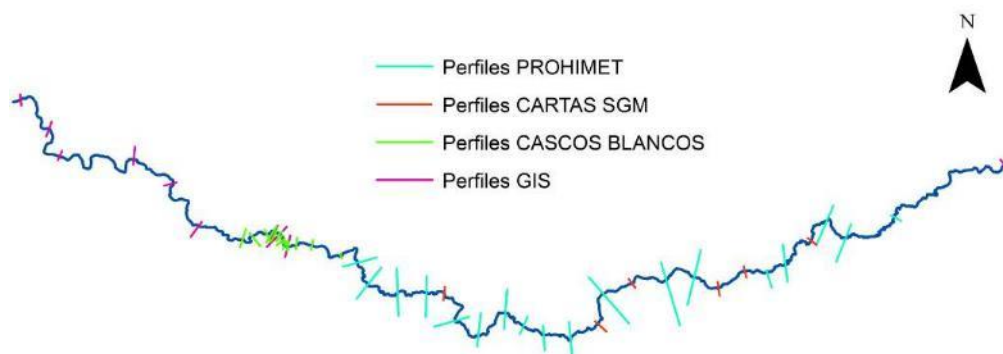 N
Perfiles PROHIMET
Perfiles CARTAS SGM
Perfiles CASCOS BLANCOS
Perfiles GIS